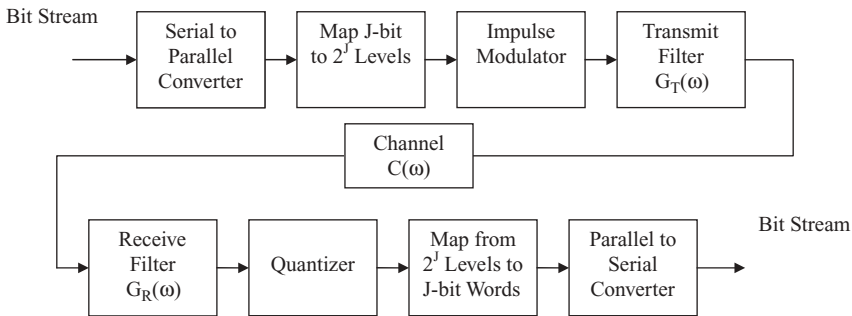 Bit Stream
Serial to
Parallel
Converter
Map J-bit
to 2^J Levels
Impulse
Modulator
Transmit
Filter
G_T(ω)
Channel
C(ω)
Receive
Filter
G_R(ω)
Quantizer
Map from
2^J Levels to
J-bit Words
Parallel to
Serial
Converter
Bit Stream